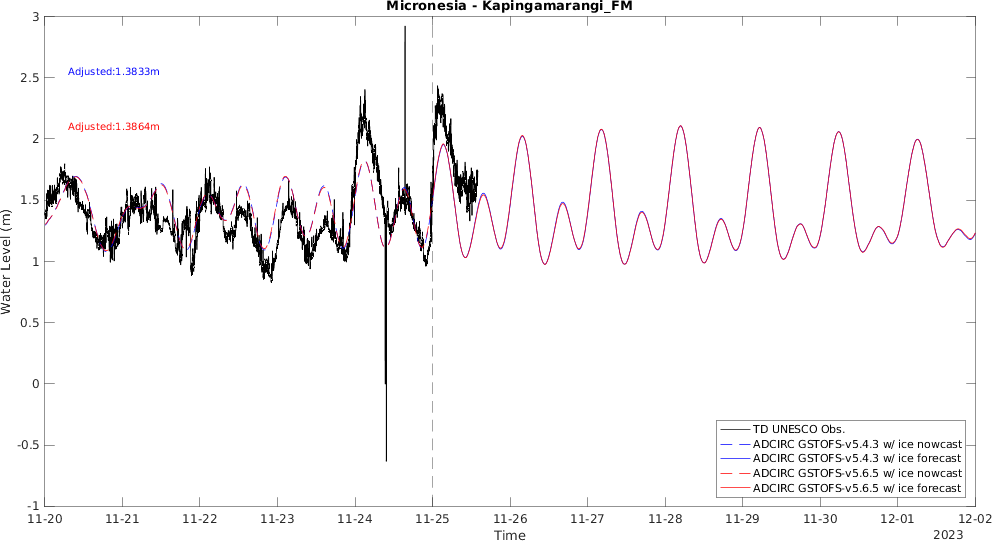 Micronesia - Kapingamarangi_FM
3
2.5
2
1.5
1
0.5
0
-0.5
-1
Water Level (m)
Adjusted:1.3833m
Adjusted:1.3864m
TD UNESCO Obs.
ADCIRC GSTOFS-v5.4.3 w/ ice nowcast
ADCIRC GSTOFS-v5.4.3 w/ ice forecast
ADCIRC GSTOFS-v5.6.5 w/ ice nowcast
ADCIRC GSTOFS-v5.6.5 w/ ice forecast
11-20 11-21 11-22 11-23 11-24 11-25 11-26 11-27 11-28 11-29 11-30 12-01 12-02
Time
2023